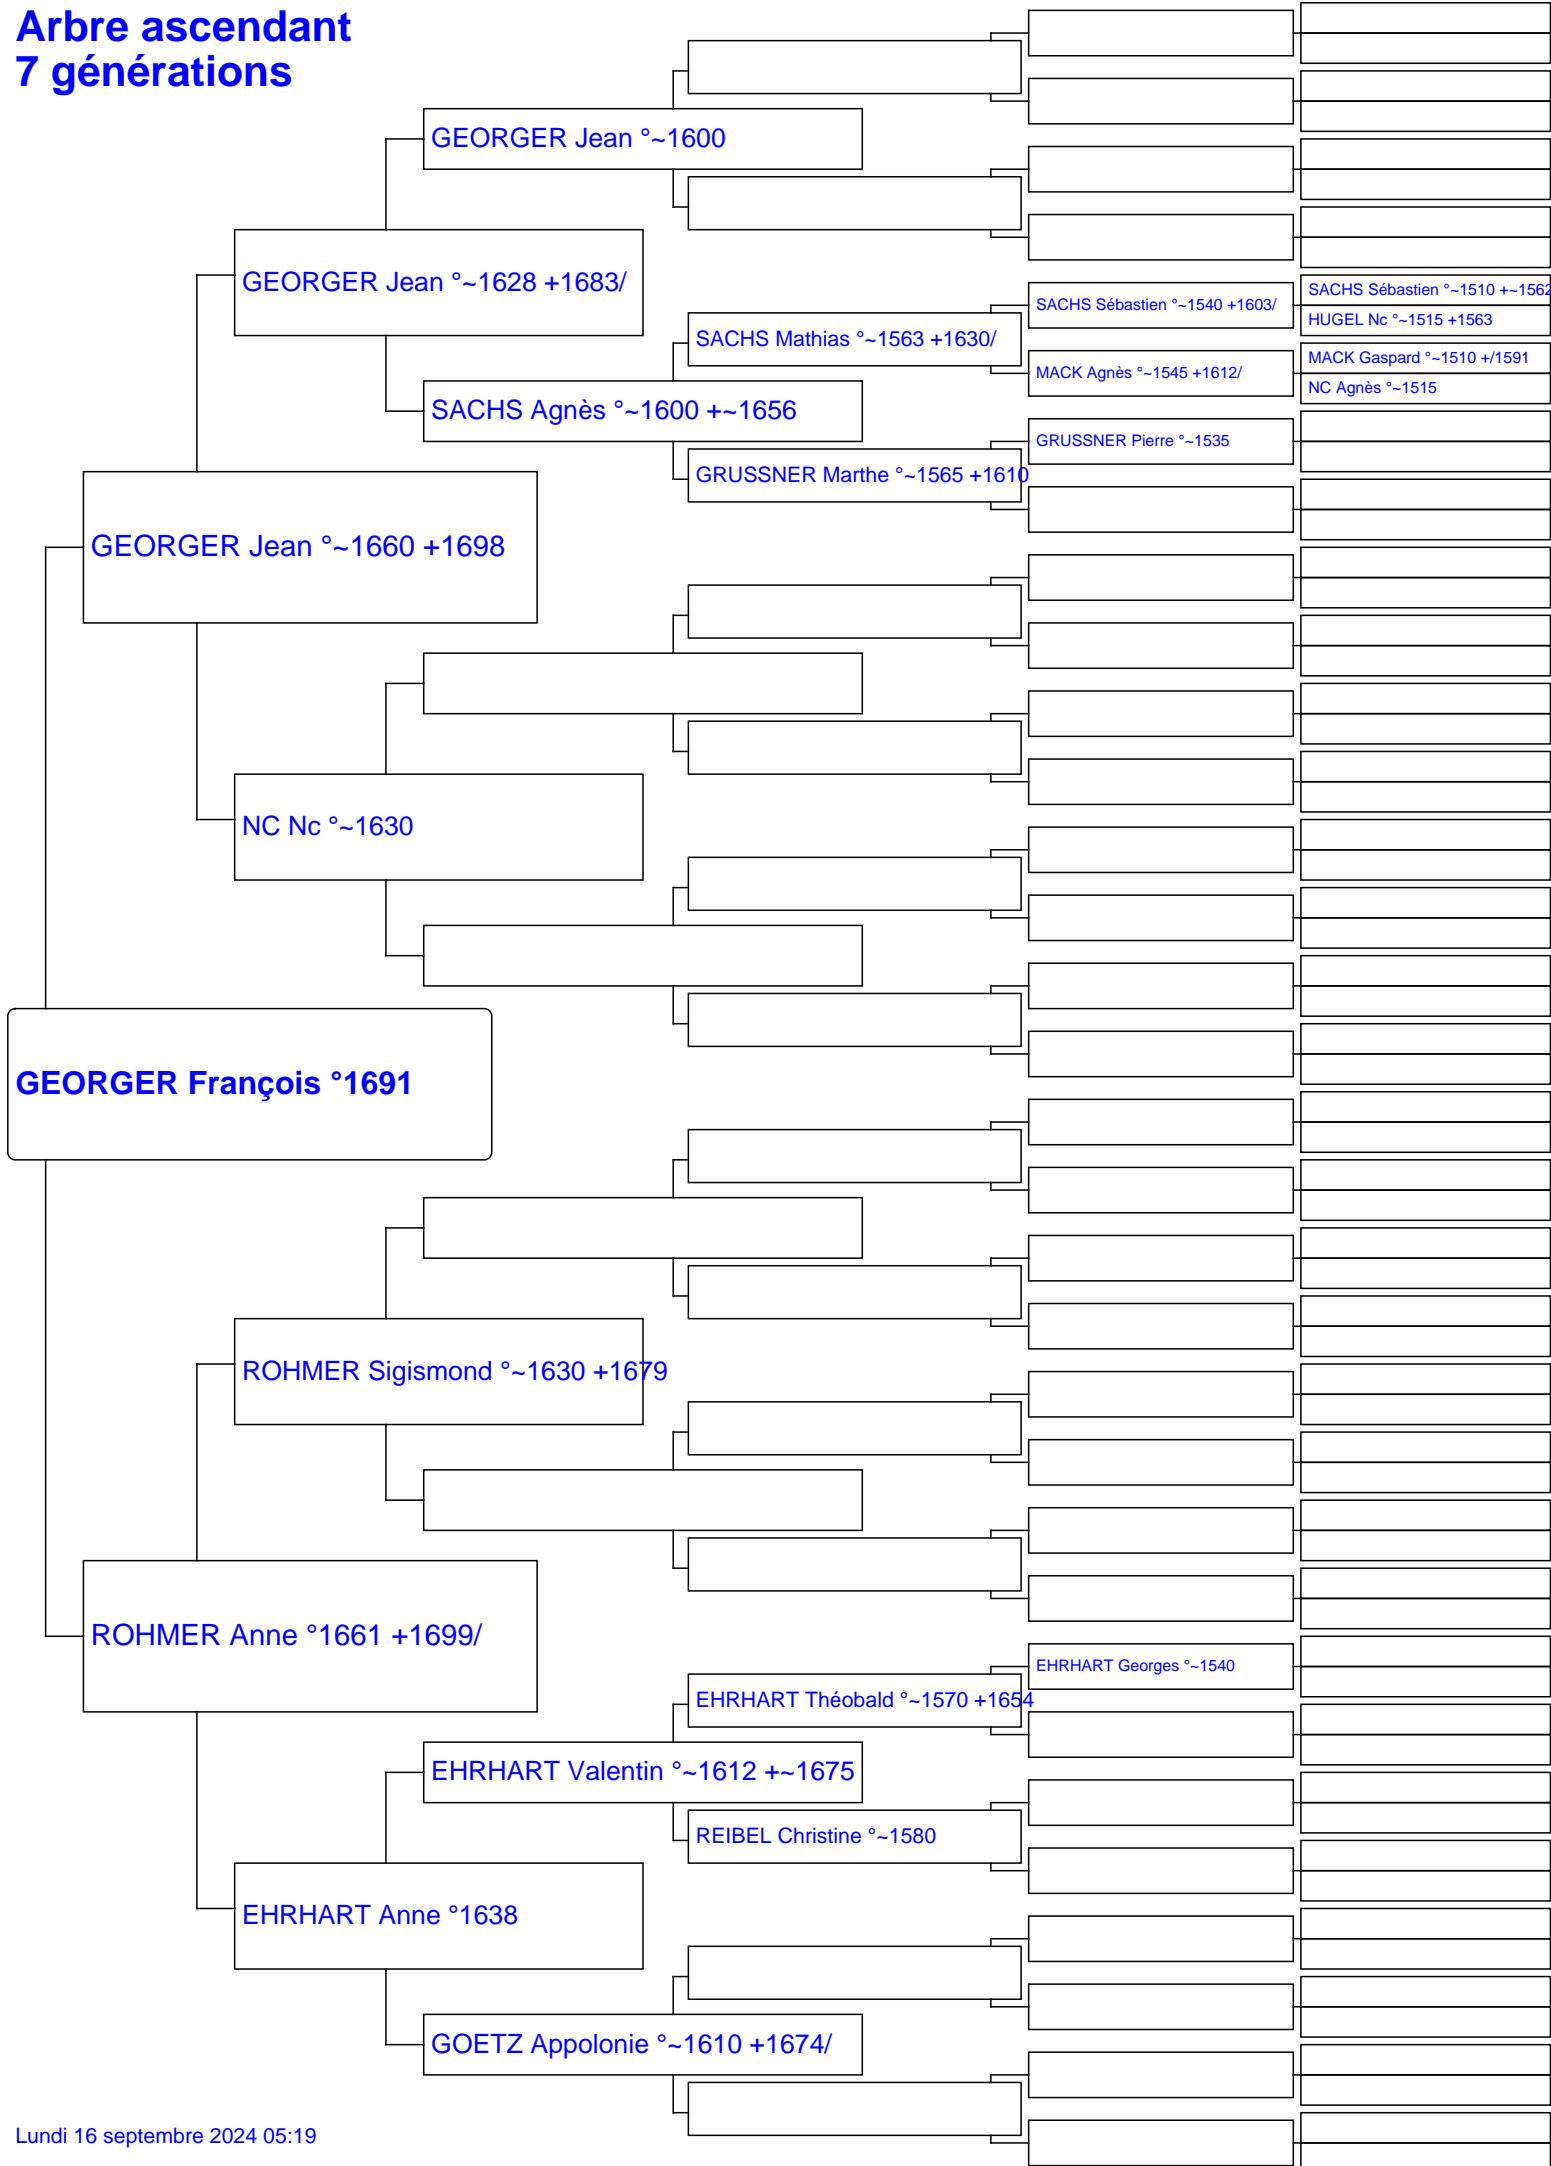 Arbre ascendant
7 générations
GEORGER Jean °~1600
GEORGER Jean °~1628 +1683/
SACHS Sébastien °~1510 +~1562
SACHS Sébastien °~1540 +1603/
HUGEL Nc °~1515 +1563
SACHS Mathias °~1563 +1630/
MACK Gaspard °~1510 +/1591
MACK Agnès °~1545 +1612/
NC Agnès °~1515
SACHS Agnès °~1600 +~1656
GRUSSNER Pierre °~1535
GRUSSNER Marthe °~1565 +1610
GEORGER Jean °~1660 +1698
NC Nc °~1630
GEORGER François °1691
ROHMER Sigismond °~1630 +1679
ROHMER Anne °1661 +1699/
EHRHART Georges °~1540
EHRHART Théobald °~1570 +1654
EHRHART Valentin °~1612 +~1675
REIBEL Christine °~1580
EHRHART Anne °1638
GOETZ Appolonie °~1610 +1674/
Lundi 16 septembre 2024 05:19